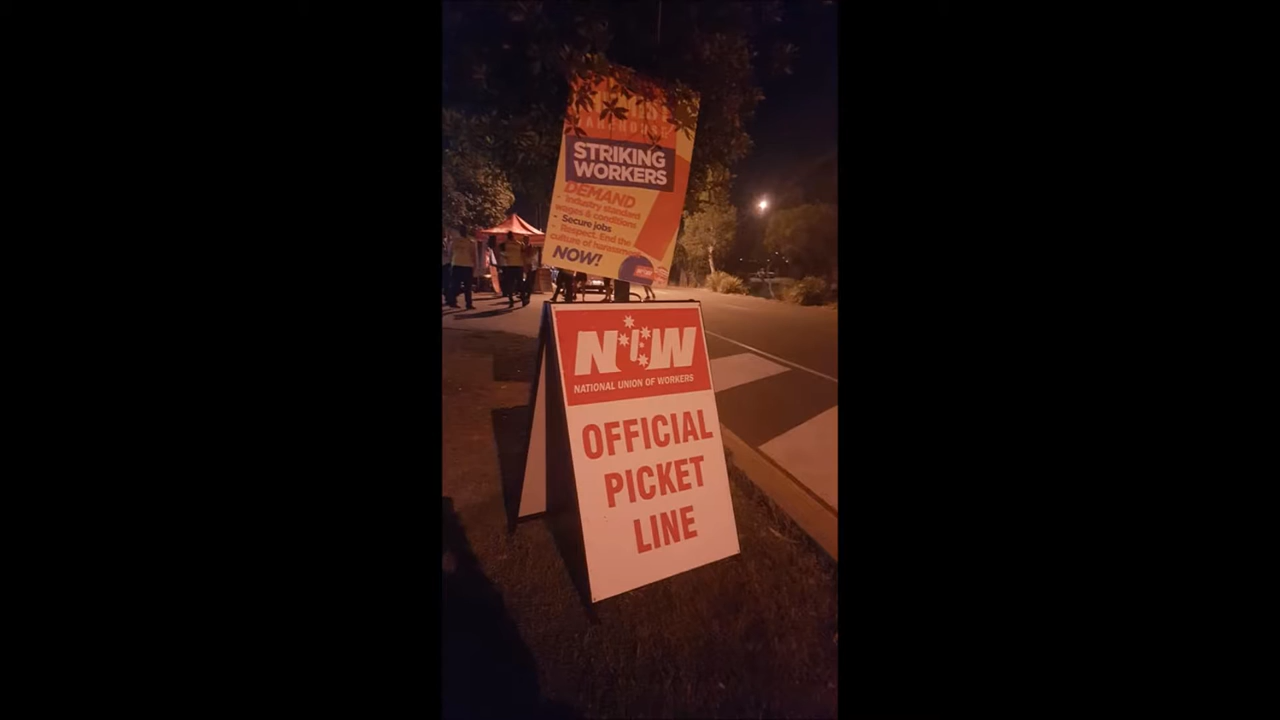 WAREHOUSE
STRIKING
WORKERS
DEMAND
- Industry standard
wages & conditions
- Secure jobs
- Respect. End the
culture of harassment
NOW!
NUW
NATIONAL UNION OF WORKERS
OFFICIAL
PICKET
LINE